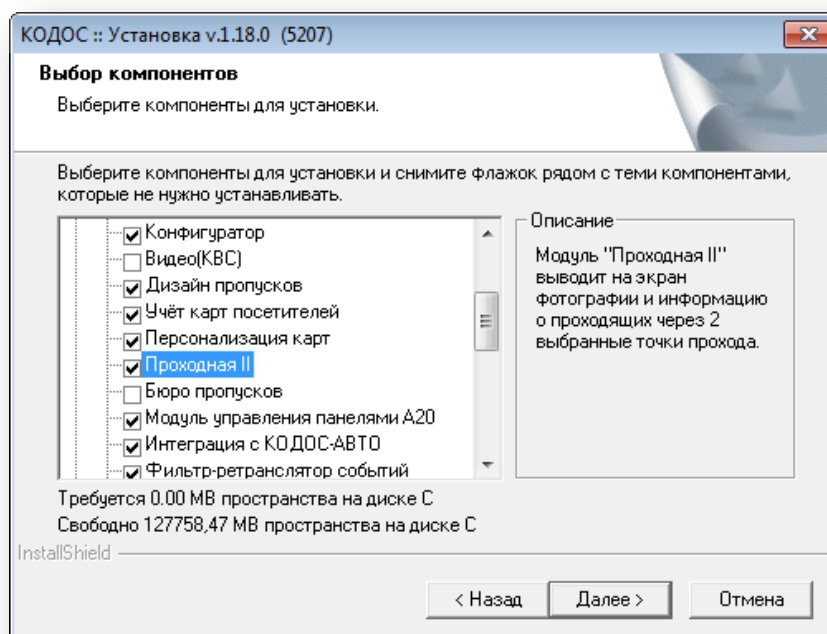 КОДОС :: Установка v.1.18.0 (5207)
Выбор компонентов
Выберите компоненты для установки.
Выберите компоненты для установки и снимите флажок рядом с теми компонентами,
которые не нужно устанавливать.
Конфигуратор
Видео(КВС)
Дизайн пропусков
Учёт карт посетителей
Персонализация карт
Проходная II
Бюро пропусков
Модуль управления панелями А20
Интеграция с КОДОС-АВТО
Фильтр-ретранслятор событий
Описание
Модуль "Проходная II"
выводит на экран
фотографии и информацию
о проходящих через 2
выбранные точки прохода.
Требуется 0.00 MB пространства на диске C
Свободно 127758,47 MB пространства на диске C
InstallShield
< Назад
Далее >
Отмена